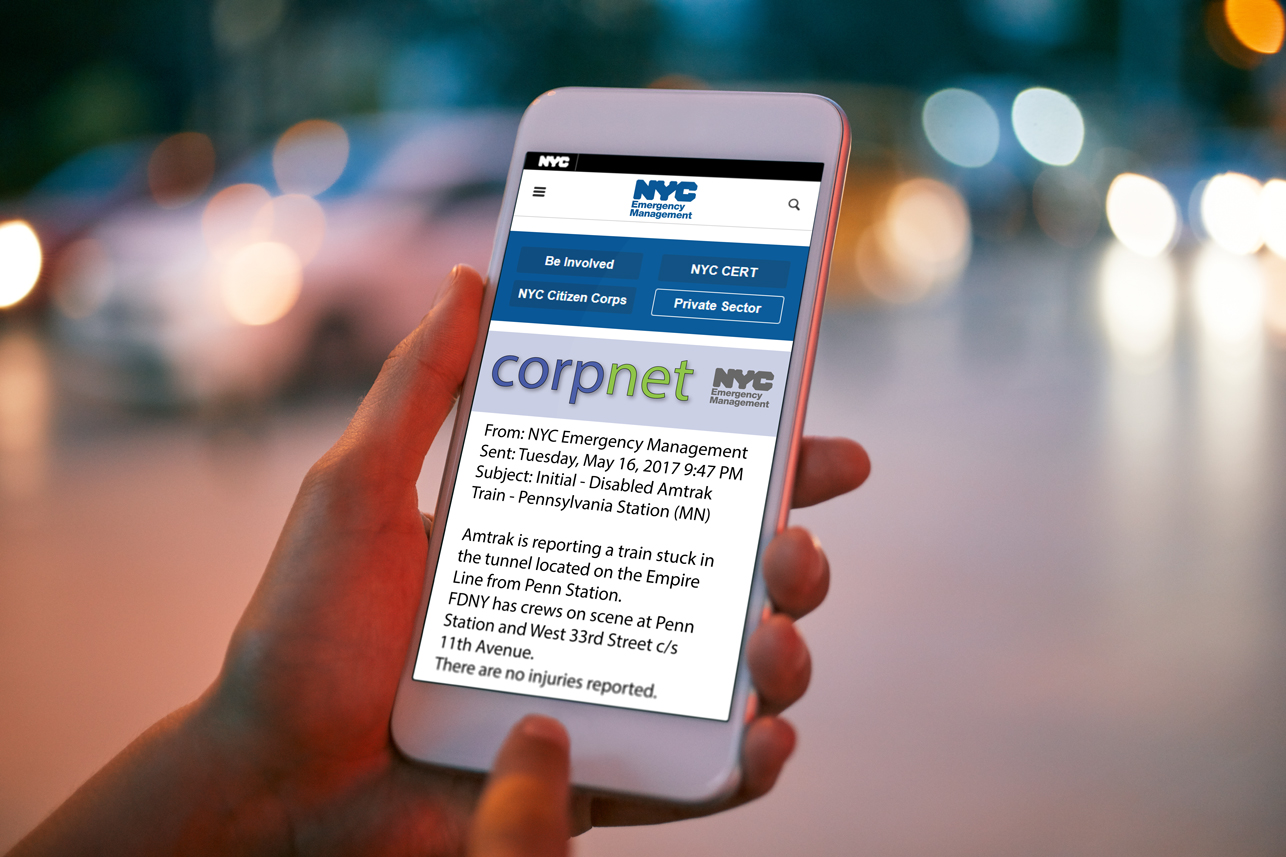 NYC
NYC
Emergency
Management
Be Involved
NYC CERT
NYC Citizen Corps
Private Sector
corpnet
NYC
Emergency
Management
From: NYC Emergency Management
Sent: Tuesday, May 16, 2017 9:47 PM
Subject: Initial - Disabled Amtrak
Train - Pennsylvania Station (MN)
Amtrak is reporting a train stuck in
the tunnel located on the Empire
Line from Penn Station.
FDNY has crews on scene at Penn
Station and West 33rd Street c/s
11th Avenue.
There are no injuries reported.